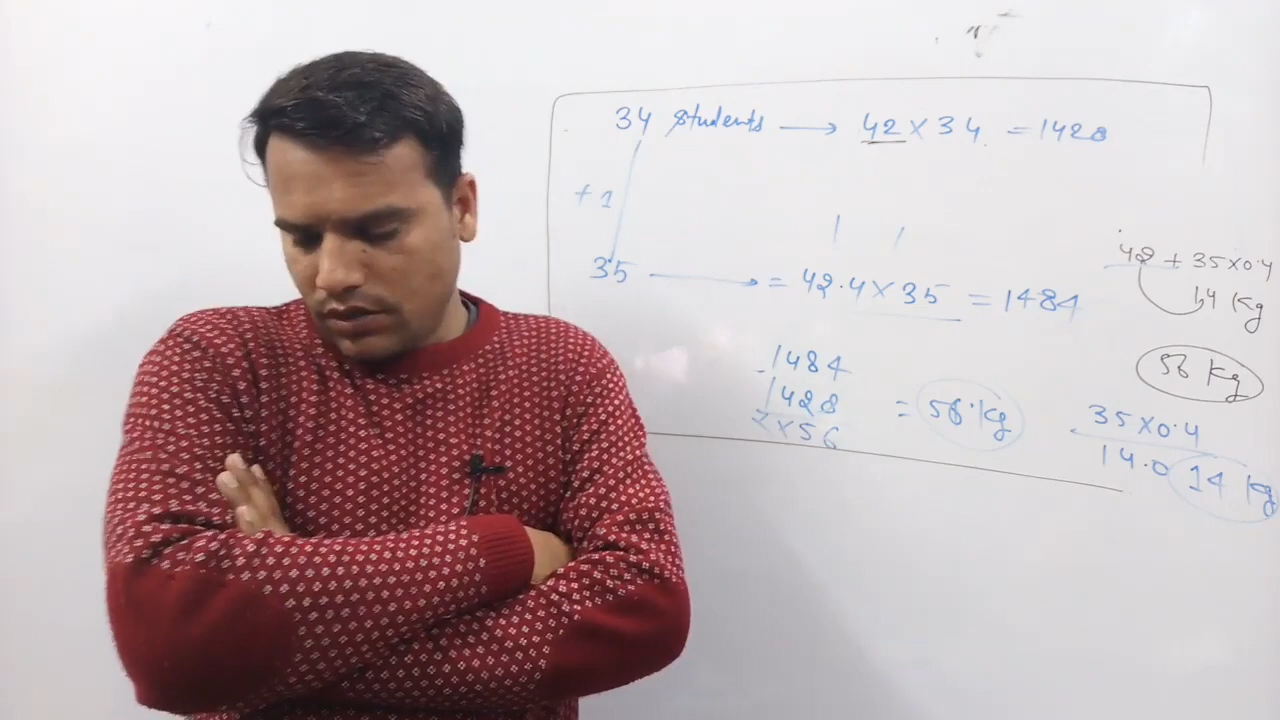 34 students → 42 × 34 = 1428
+ 1
35 → = 42.4 × 35 = 1484
1484
- 1428
× × 56
= 56 kg
42 + 35×0.4
14 kg
56 kg
35×0.4
14.0 14 kg